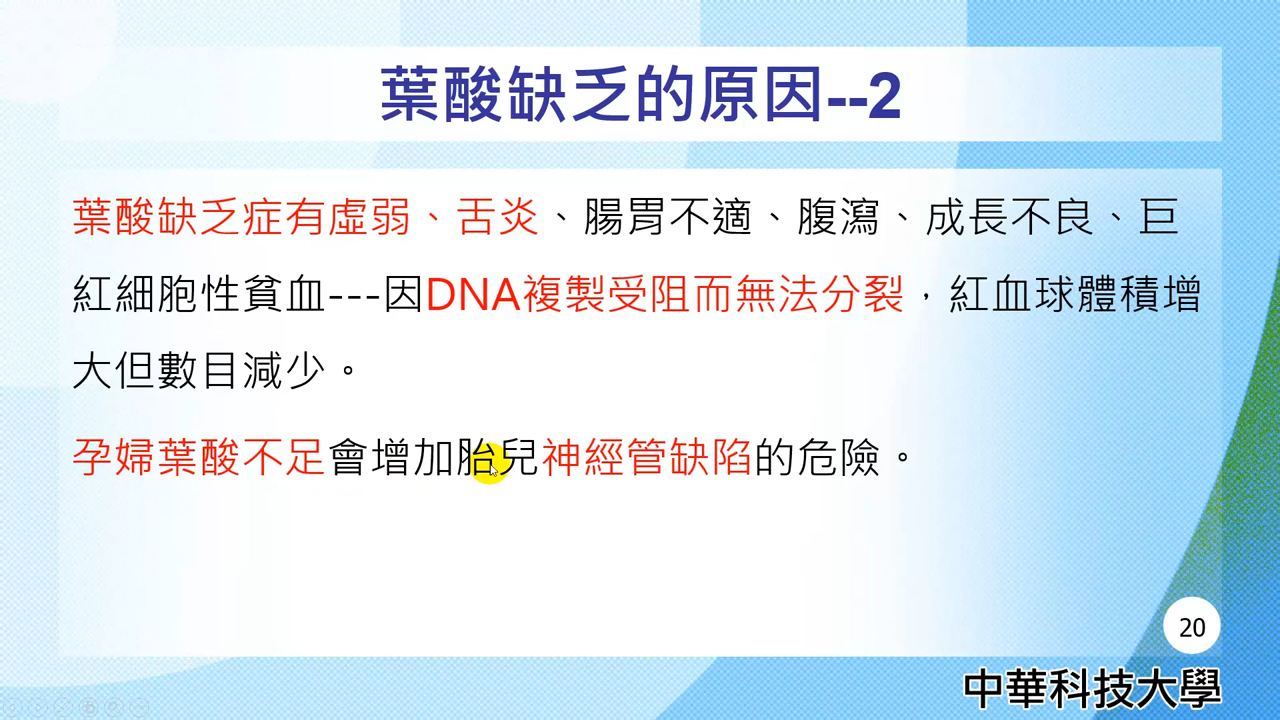 葉酸缺乏的原因--2
葉酸缺乏症有虛弱、舌炎、腸胃不適、腹瀉、成長不良、巨
紅細胞性貧血---因DNA複製受阻而無法分裂，紅血球體積增
大但數目減少。
孕婦葉酸不足會增加胎兒神經管缺陷的危險。
20
中華科技大學